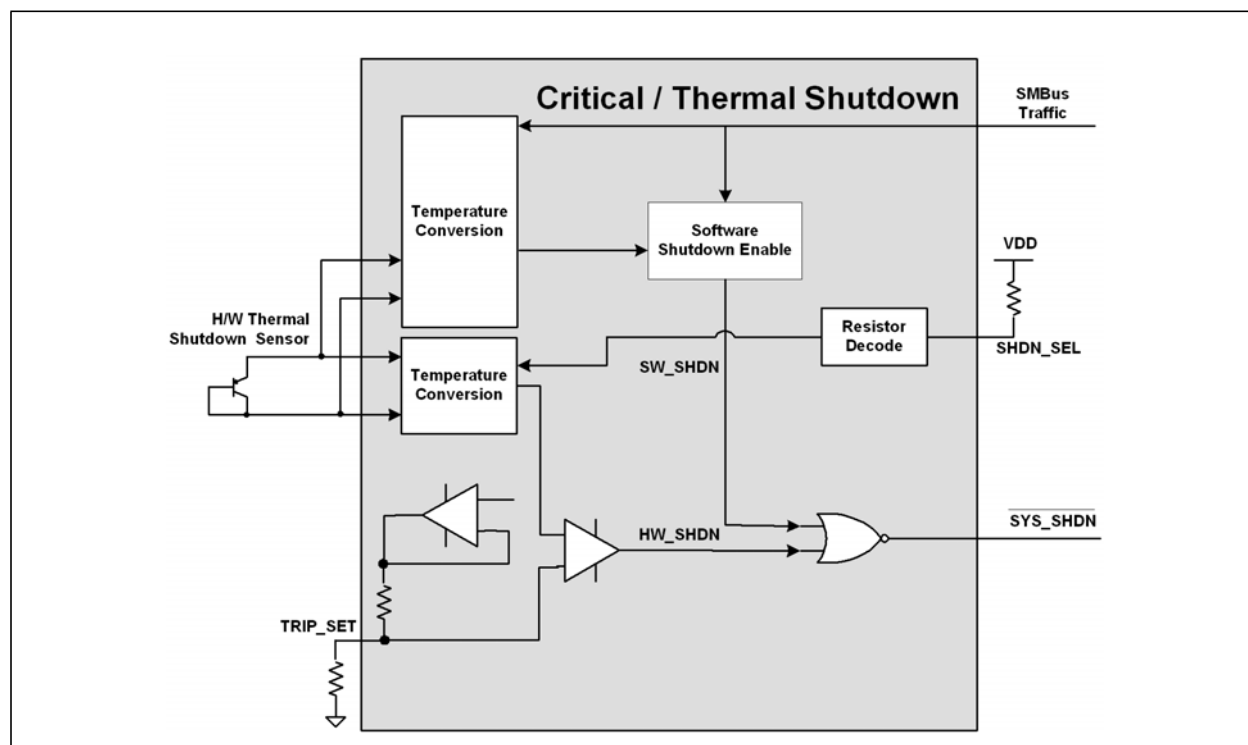 Critical / Thermal Shutdown
SMBus
Traffic
Temperature
Conversion
Software
Shutdown Enable
VDD
H/W Thermal
Shutdown Sensor
Resistor
Decode
SHDN_SEL
SW_SHDN
Temperature
Conversion
HW_SHDN
SYS_SHDN
TRIP_SET